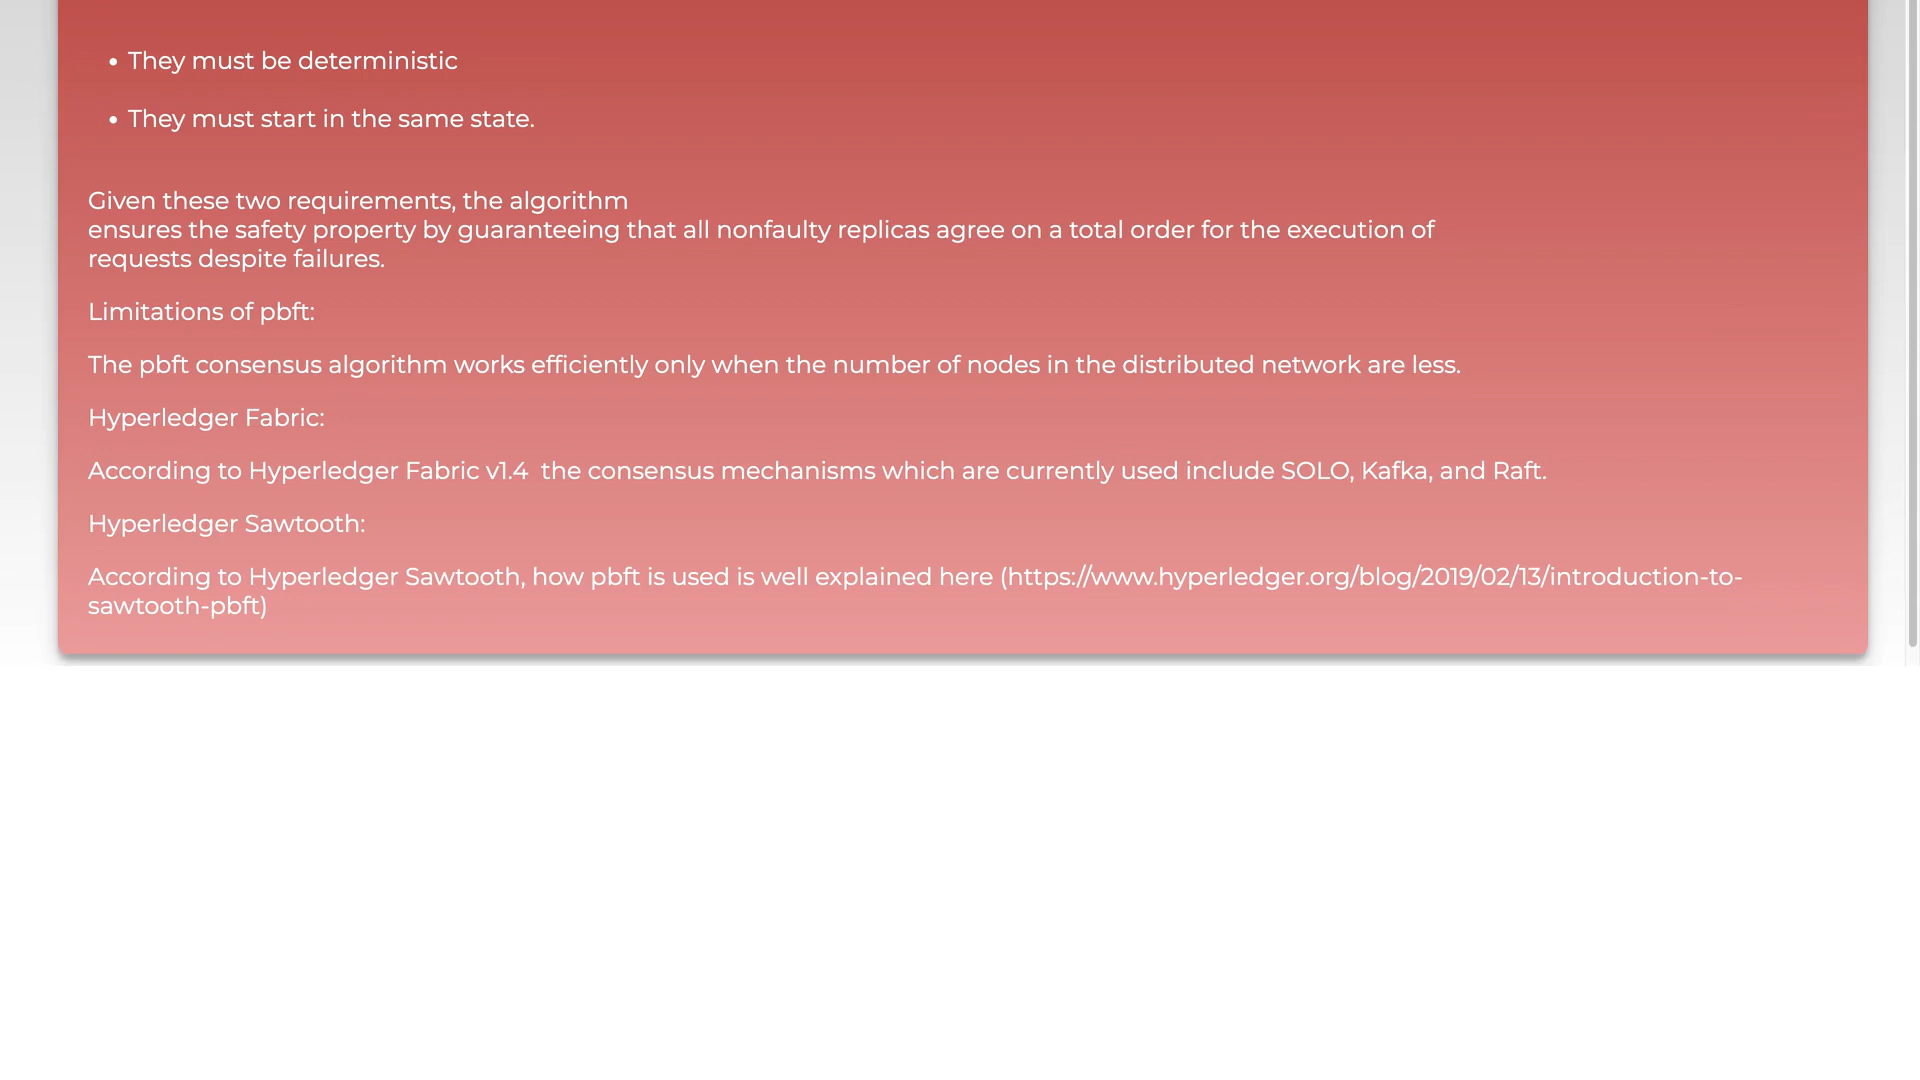 • They must be deterministic
• They must start in the same state.
Given these two requirements, the algorithm
ensures the safety property by guaranteeing that all nonfaulty replicas agree on a total order for the execution of
requests despite failures.
Limitations of pbft:
The pbft consensus algorithm works efficiently only when the number of nodes in the distributed network are less.
Hyperledger Fabric:
According to Hyperledger Fabric v1.4  the consensus mechanisms which are currently used include SOLO, Kafka, and Raft.
Hyperledger Sawtooth:
According to Hyperledger Sawtooth, how pbft is used is well explained here (https://www.hyperledger.org/blog/2019/02/13/introduction-to-
sawtooth-pbft)